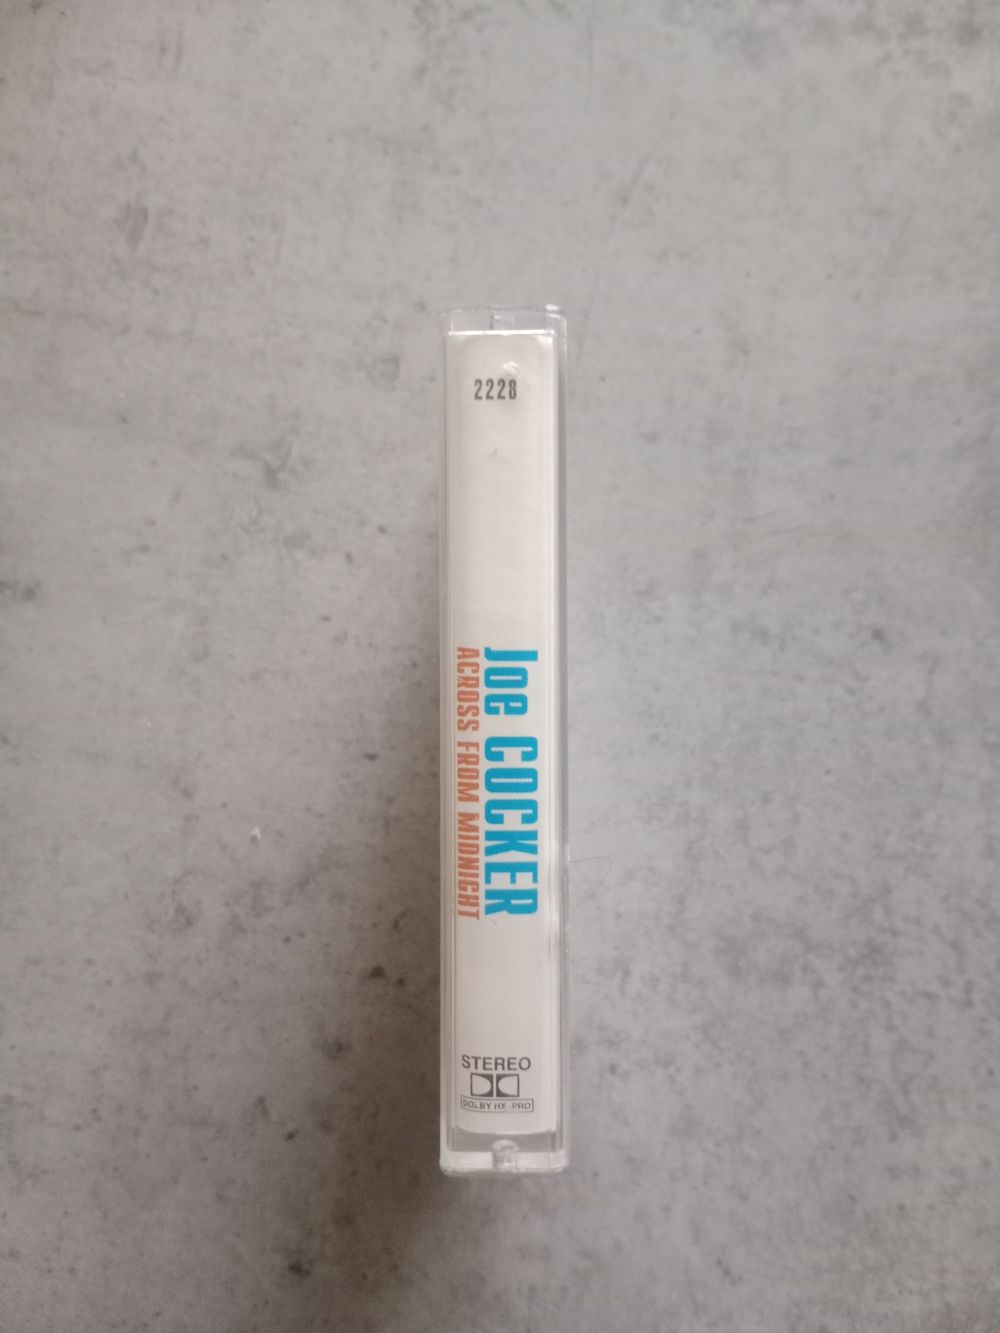 2228
Joe COCKER
ACROSS FROM MIDNIGHT
STEREO
DOLBY HX PRO